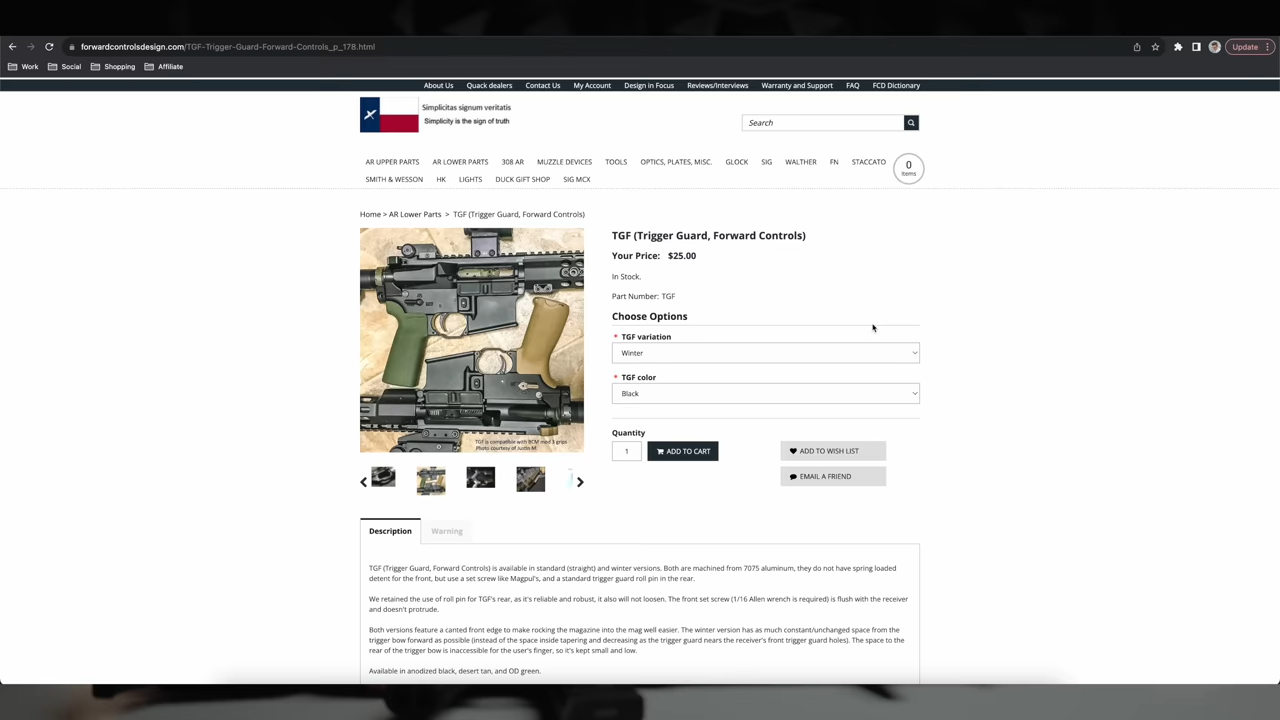 forwardcontrolsdesign.com/TGF-Trigger-Guard-Forward-Controls_p_178.html
Update
Work
Social
Shopping
Affiliate
About Us
Quack dealers
Contact Us
My Account
Design in Focus
Reviews/Interviews
Warranty and Support
FAQ
FCD Dictionary
Simplicitas signum veritatis
Simplicity is the sign of truth
Search
AR UPPER PARTS
AR LOWER PARTS
308 AR
MUZZLE DEVICES
TOOLS
OPTICS, PLATES, MISC.
GLOCK
SIG
WALTHER
FN
STACCATO
0
Items
SMITH & WESSON
HK
LIGHTS
DUCK GIFT SHOP
SIG MCX
Home > AR Lower Parts > TGF (Trigger Guard, Forward Controls)
TGF is compatible with BCM mod 3 grips
Photo courtesy of Justin M.
TGF (Trigger Guard, Forward Controls)
Your Price: $25.00
In Stock.
Part Number: TGF
Choose Options
* TGF variation
Winter
* TGF color
Black
Quantity
1
ADD TO CART
ADD TO WISH LIST
EMAIL A FRIEND
Description
Warning
TGF (Trigger Guard, Forward Controls) is available in standard (straight) and winter versions. Both are machined from 7075 aluminum, they do not have spring loaded
detent for the front, but use a set screw like Magpul's, and a standard trigger guard roll pin in the rear.
We retained the use of roll pin for TGF's rear, as it's reliable and robust, it also will not loosen. The front set screw (1/16 Allen wrench is required) is flush with the receiver
and doesn't protrude.
Both versions feature a canted front edge to make rocking the magazine into the mag well easier. The winter version has as much constant/unchanged space from the
trigger bow forward as possible (instead of the space inside tapering and decreasing as the trigger guard nears the receiver's front trigger guard holes). The space to the
rear of the trigger bow is inaccessible for the user's finger, so it's kept small and low.
Available in anodized black, desert tan, and OD green.